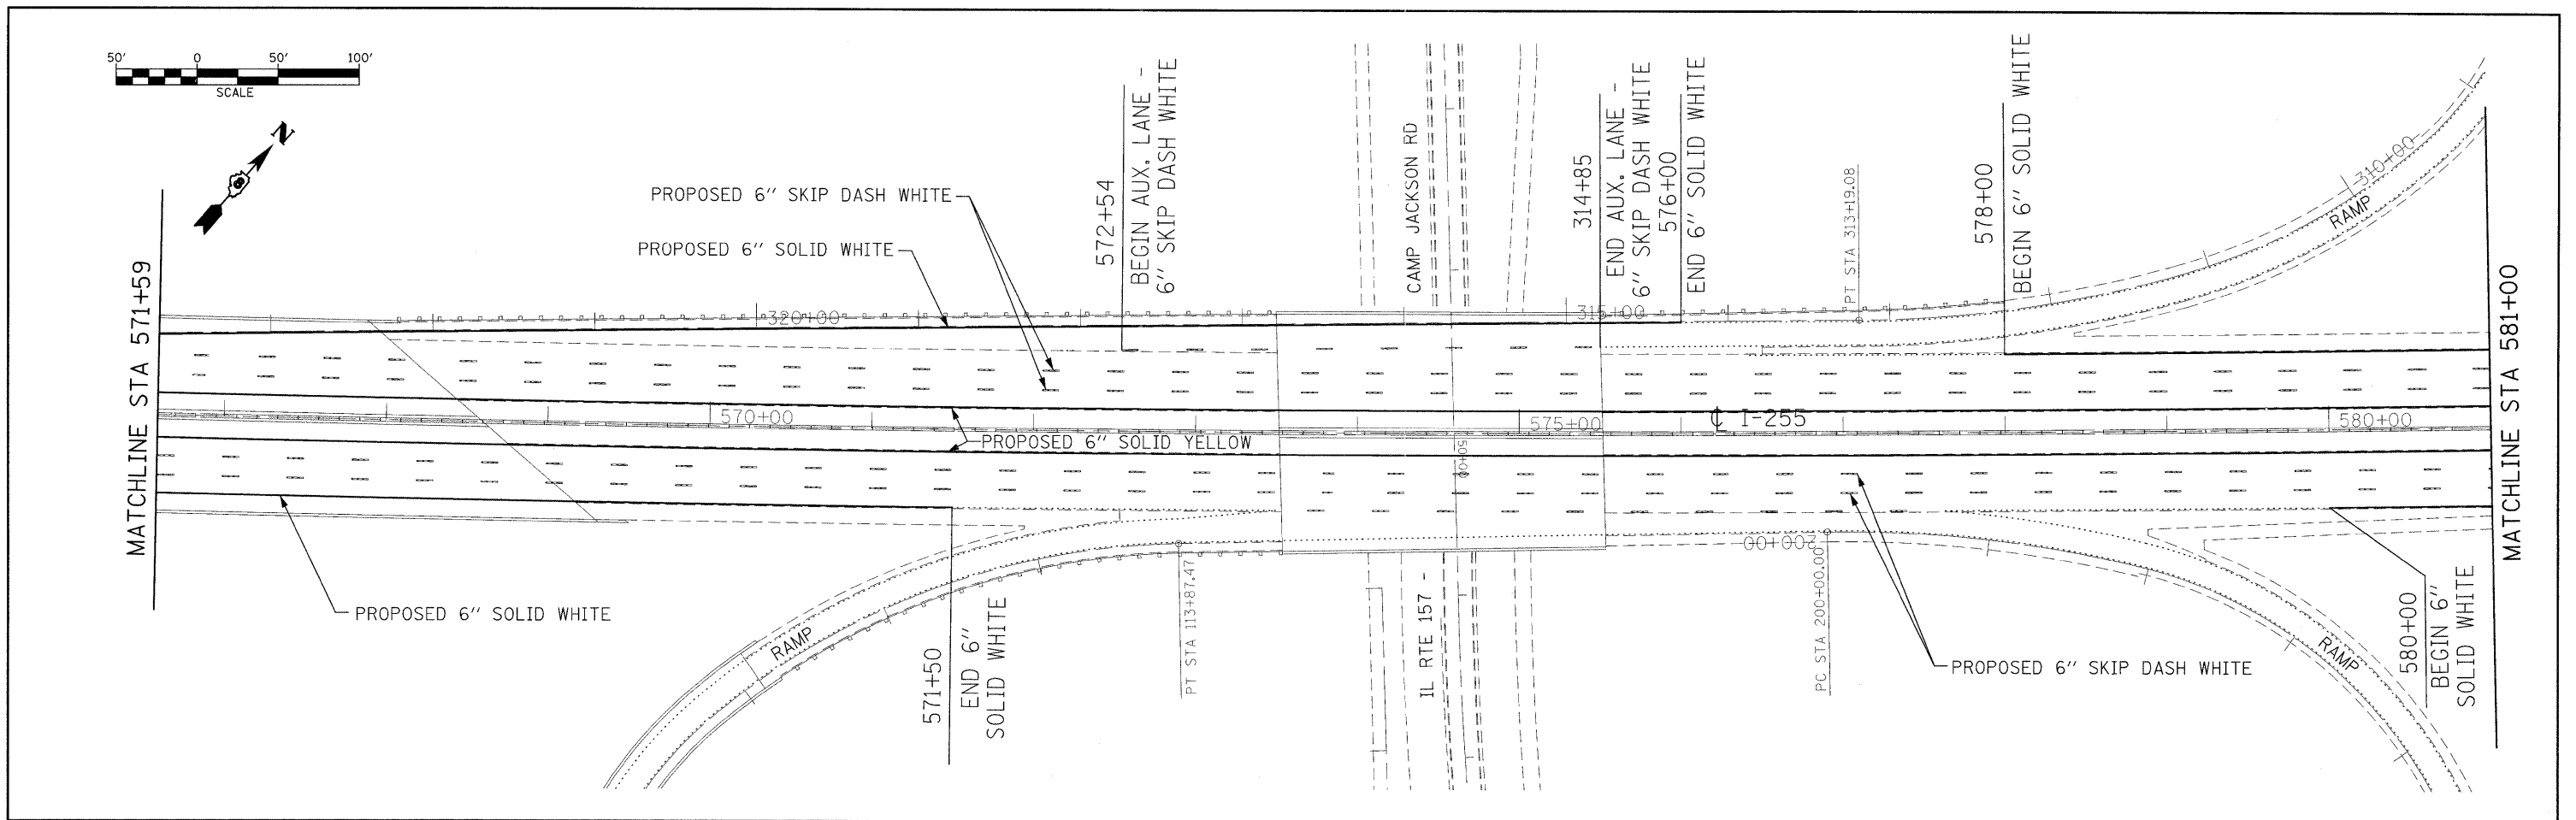 50' 0 50' 100'
SCALE
N
MATCHLINE STA 571+59
PROPOSED 6" SKIP DASH WHITE
PROPOSED 6" SOLID WHITE
572+54
BEGIN AUX. LANE -
6" SKIP DASH WHITE
CAMP JACKSON RD
314+85
END AUX. LANE -
6" SKIP DASH WHITE
576+00
END 6" SOLID WHITE
PT STA 313+19.08
578+00
BEGIN 6" SOLID WHITE
310+00
RAMP
MATCHLINE STA 581+00
320+00
315+00
570+00
575+00
℄ I-255
580+00
PROPOSED 6" SOLID YELLOW
50+00
PROPOSED 6" SOLID WHITE
RAMP
571+50
END 6"
SOLID WHITE
PT STA 113+87.47
IL RTE 157 -
200+00
PC STA 200+00.00
PROPOSED 6" SKIP DASH WHITE
RAMP
580+00
BEGIN 6"
SOLID WHITE